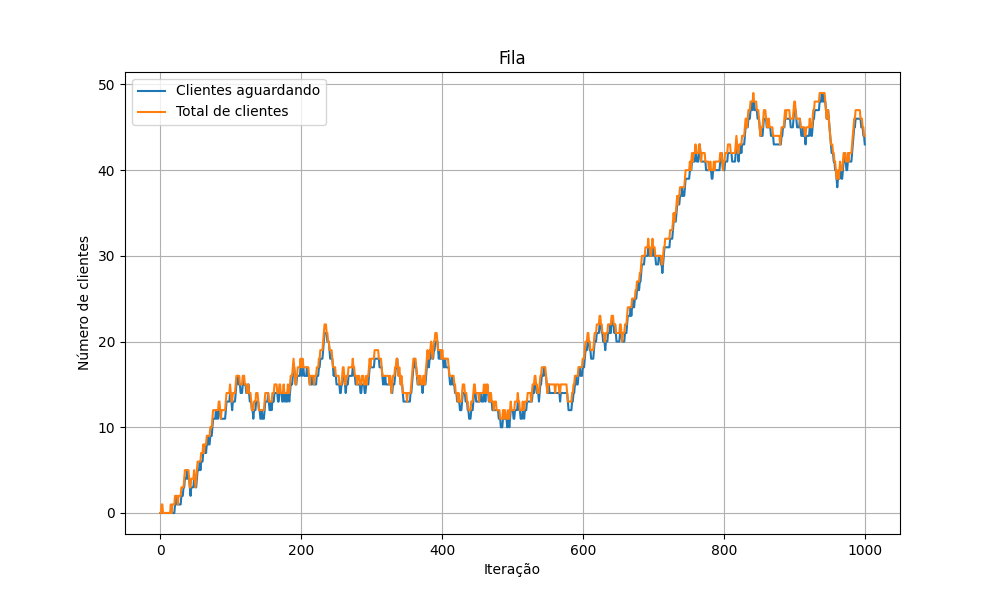 Fila
Clientes aguardando
Total de clientes
Número de clientes
50
40
30
20
10
0
0 200 400 600 800 1000
Iteração